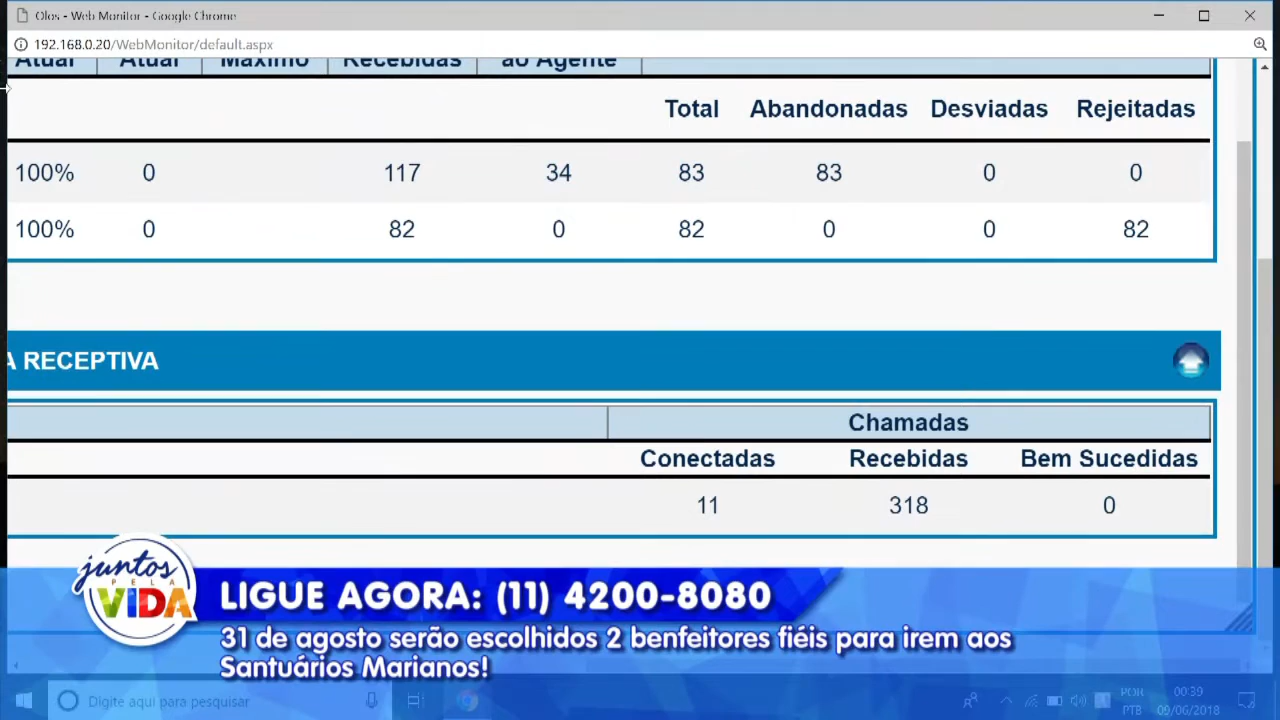 Olos - Web Monitor - Google Chrome
192.168.0.20/WebMonitor/default.aspx
Atual Atual Máximo Recebidas ao Agente
Total Abandonadas Desviadas Rejeitadas
100% 0 117 34 83 83 0 0
100% 0 82 0 82 0 0 82
A RECEPTIVA
Chamadas
Conectadas Recebidas Bem Sucedidas
11 318 0
juntos
PELA
VIDA
LIGUE AGORA: (11) 4200-8080
31 de agosto serão escolhidos 2 benfeitores fiéis para irem aos
Santuários Marianos!
Digite aqui para pesquisar
POR
PTB
00:39
09/06/2018